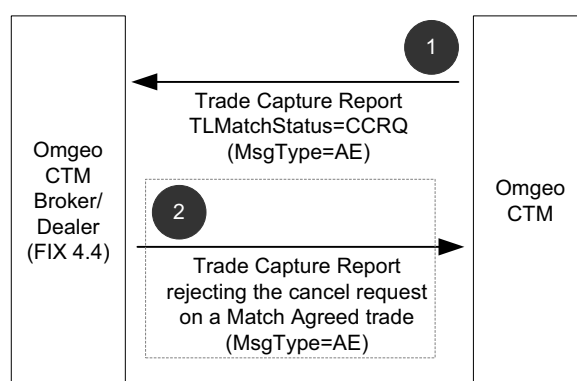 1
Trade Capture Report
TLMatchStatus=CCRQ
(MsgType=AE)
Omgeo
CTM
Broker/
Dealer
(FIX 4.4)
Omgeo
CTM
2
Trade Capture Report
rejecting the cancel request
on a Match Agreed trade
(MsgType=AE)